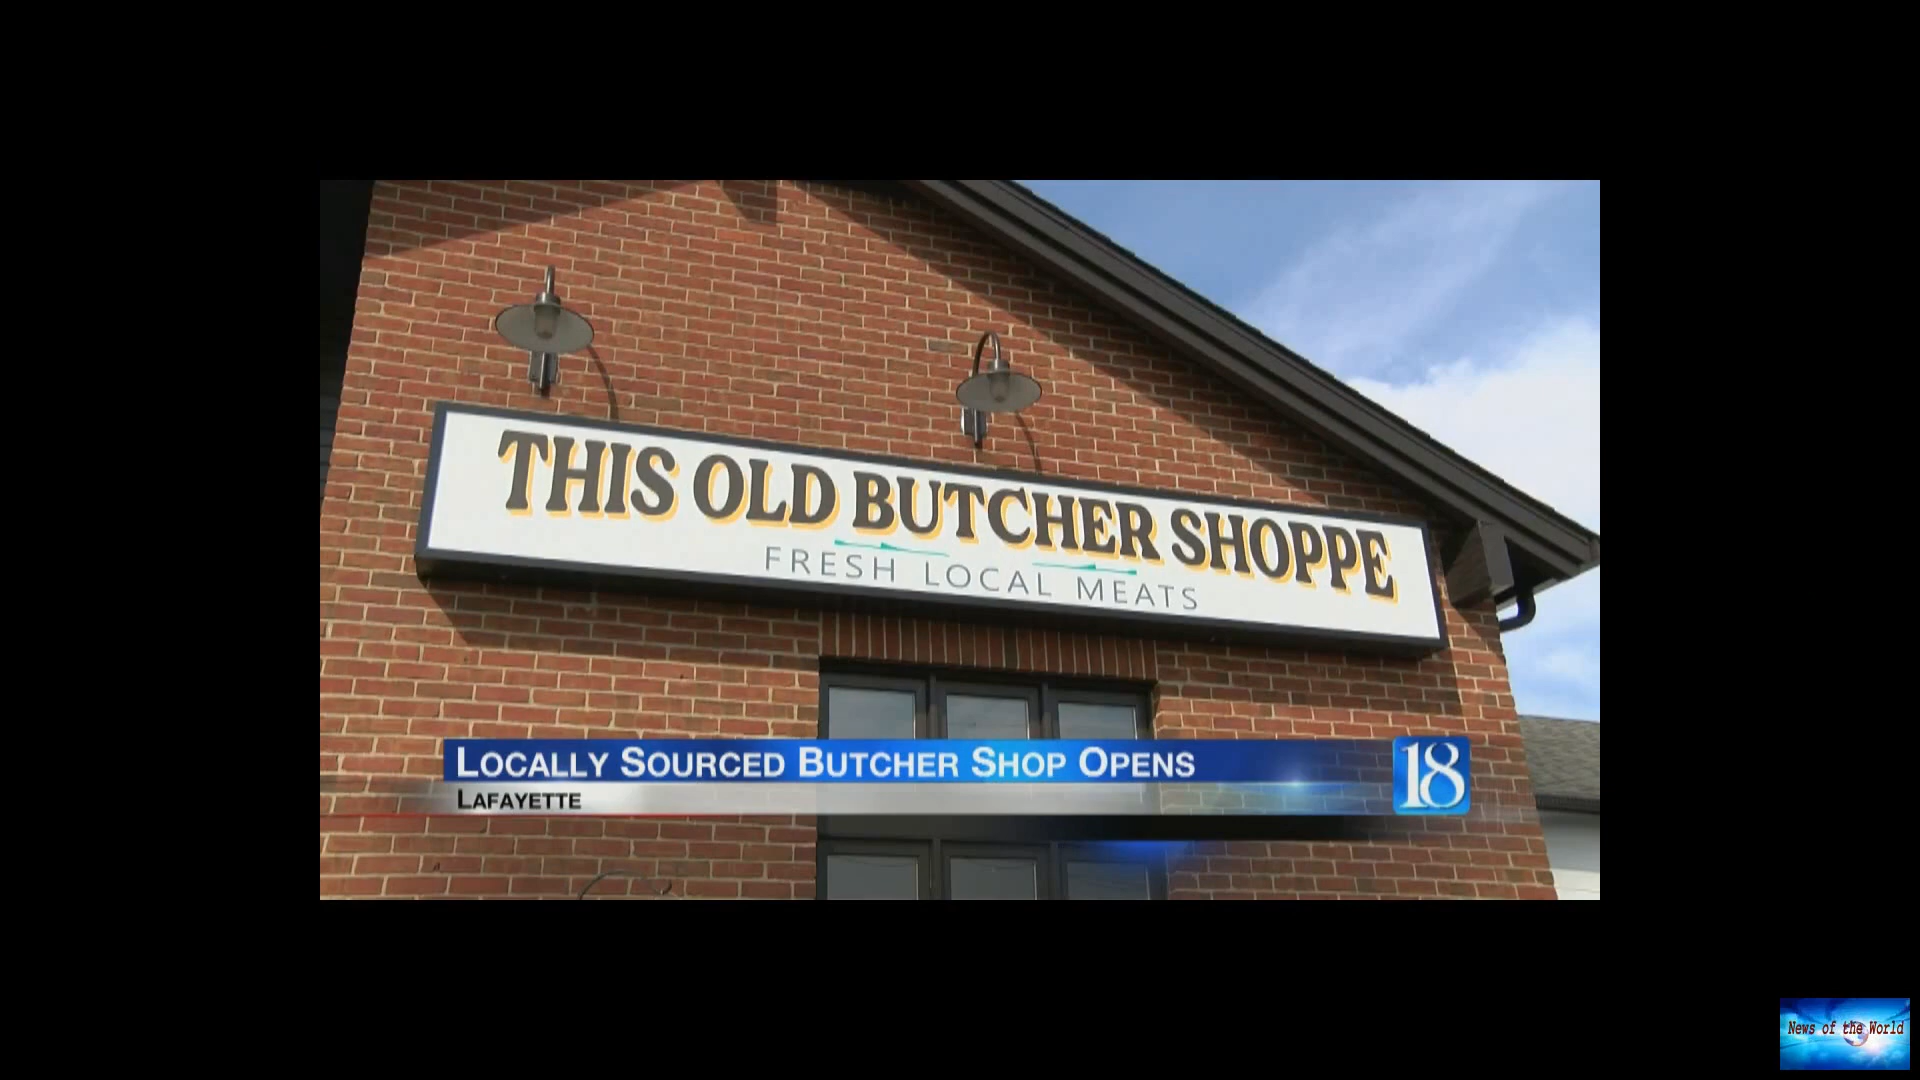 THIS OLD BUTCHER SHOPPE
FRESH LOCAL MEATS
LOCALLY SOURCED BUTCHER SHOP OPENS
18
LAFAYETTE
News of the World